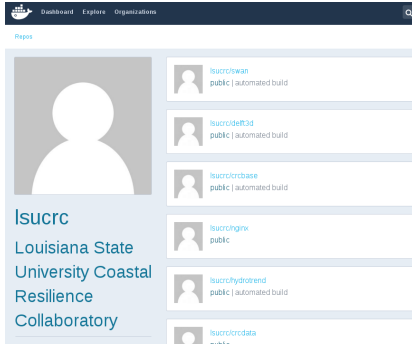 Dashboard Explore Organizations
Repos
lsucrc
Louisiana State
University Coastal
Resilience
Collaboratory
lsucrc/swan
public | automated build
lsucrc/delft3d
public | automated build
lsucrc/crcbase
public | automated build
lsucrc/nginx
public
lsucrc/hydrotrend
public | automated build
lsucrc/crcdata
public